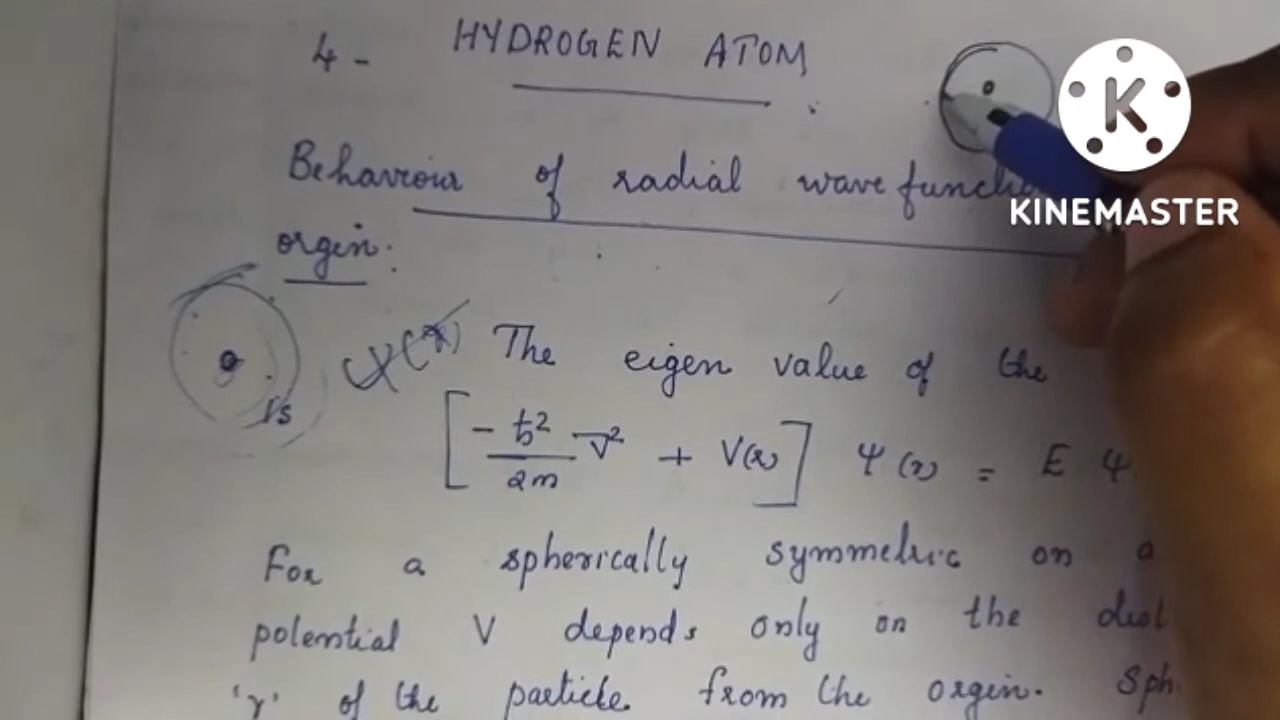 4 - HYDROGEN ATOM
Behaviour of radial wave functi
orgin.
The eigen value of the
[ -ħ²/2m ∇² + V(r) ] Ψ(r) = E Ψ
1s
For a spherically symmetric on a
potential V depends only on the dist
'r' of the particle from the orgin. Sph
K
KINEMASTER